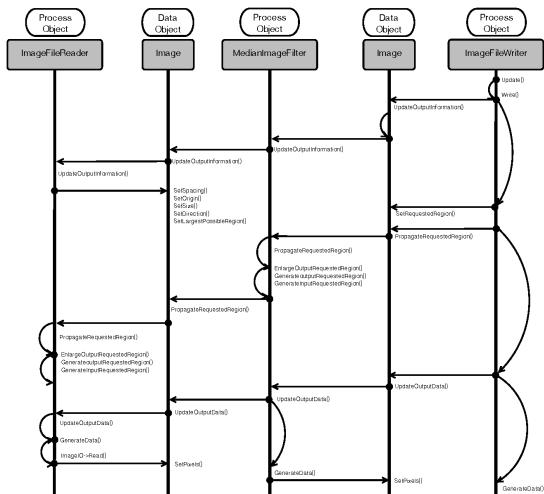 Process
Object
Data
Object
Process
Object
Data
Object
Process
Object
ImageFileReader
Image
MedianImageFilter
Image
ImageFileWriter
Update()
Write()
UpdateOutputInformation()
UpdateOutputInformation()
UpdateOutputInformation()
UpdateOutputInformation()
SetSpacing()
SetOrigin()
SetSize()
SetDirection()
SetLargestPossibleRegion()
SetRequestedRegion()
PropagateRequestedRegion()
PropagateRequestedRegion()
EnlargeOutputRequestedRegion()
GenerateoutputRequestedRegion()
GenerateInputRequestedRegion()
PropagateRequestedRegion()
PropagateRequestedRegion()
EnlargeOutputRequestedRegion()
GenerateoutputRequestedRegion()
GenerateInputRequestedRegion()
UpdateOutputData()
UpdateOutputData()
UpdateOutputData()
UpdateOutputData()
GenerateData()
ImageIO->Read()
SetPixels()
GenerateData()
SetPixels()
GenerateData()